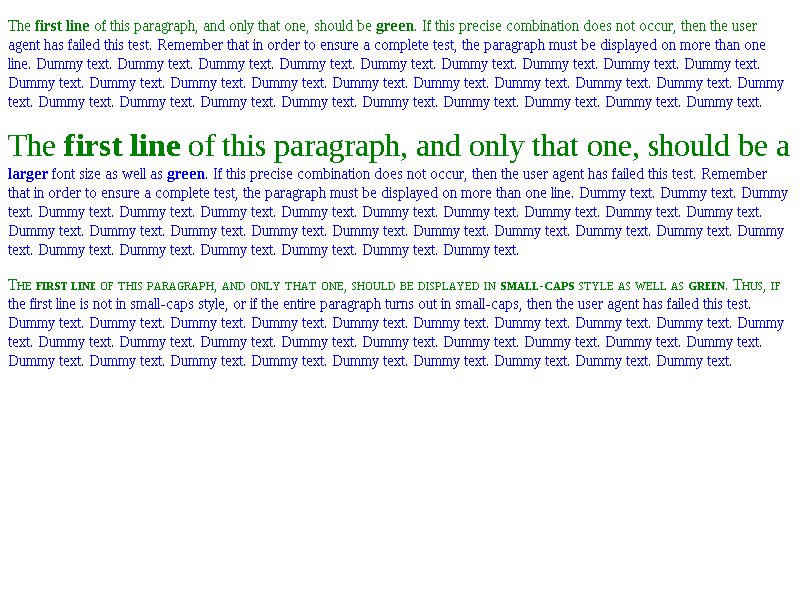 The first line of this paragraph, and only that one, should be green. If this precise combination does not occur, then the user
agent has failed this test. Remember that in order to ensure a complete test, the paragraph must be displayed on more than one
line. Dummy text. Dummy text. Dummy text. Dummy text. Dummy text. Dummy text. Dummy text. Dummy text. Dummy text.
Dummy text. Dummy text. Dummy text. Dummy text. Dummy text. Dummy text. Dummy text. Dummy text. Dummy text. Dummy
text. Dummy text. Dummy text. Dummy text. Dummy text. Dummy text. Dummy text. Dummy text. Dummy text. Dummy text.
The first line of this paragraph, and only that one, should be a
larger font size as well as green. If this precise combination does not occur, then the user agent has failed this test. Remember
that in order to ensure a complete test, the paragraph must be displayed on more than one line. Dummy text. Dummy text. Dummy
text. Dummy text. Dummy text. Dummy text. Dummy text. Dummy text. Dummy text. Dummy text. Dummy text. Dummy text.
Dummy text. Dummy text. Dummy text. Dummy text. Dummy text. Dummy text. Dummy text. Dummy text. Dummy text. Dummy
text. Dummy text. Dummy text. Dummy text. Dummy text. Dummy text. Dummy text.
The first line of this paragraph, and only that one, should be displayed in small-caps style as well as green. Thus, if
the first line is not in small-caps style, or if the entire paragraph turns out in small-caps, then the user agent has failed this test.
Dummy text. Dummy text. Dummy text. Dummy text. Dummy text. Dummy text. Dummy text. Dummy text. Dummy text. Dummy
text. Dummy text. Dummy text. Dummy text. Dummy text. Dummy text. Dummy text. Dummy text. Dummy text. Dummy text.
Dummy text. Dummy text. Dummy text. Dummy text. Dummy text. Dummy text. Dummy text. Dummy text. Dummy text.